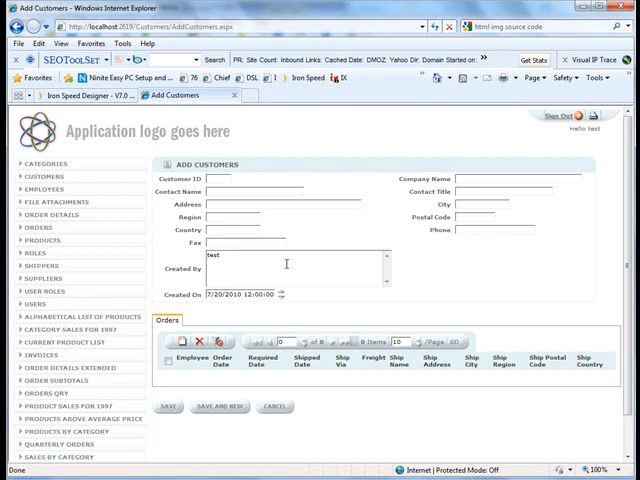 Add Customers - Windows Internet Explorer
http://localhost:2619/Customers/AddCustomers.aspx
html img source code
File Edit View Favorites Tools Help
SEOToolSet Search PR: Site Count: Inbound Links: Cached Date: DMOZ: Yahoo Dir: Domain Started on: Get Stats Visual IP Trace
Favorites Ninite Easy PC Setup and ... 76 Chief DSL I Iron Speed IX Page Safety Tools
Iron Speed Designer - V7.0 ... Add Customers
Application logo goes here
Sign Out
Hello test
CATEGORIES
CUSTOMERS
EMPLOYEES
FILE ATTACHMENTS
ORDER DETAILS
ORDERS
PRODUCTS
ROLES
SHIPPERS
SUPPLIERS
USER ROLES
USERS
ALPHABETICAL LIST OF PRODUCTS
CATEGORY SALES FOR 1997
CURRENT PRODUCT LIST
INVOICES
ORDER DETAILS EXTENDED
ORDER SUBTOTALS
ORDERS QRY
PRODUCT SALES FOR 1997
PRODUCTS ABOVE AVERAGE PRICE
PRODUCTS BY CATEGORY
QUARTERLY ORDERS
SALES BY CATEGORY
ADD CUSTOMERS
Customer ID Company Name
Contact Name Contact Title
Address City
Region Postal Code
Country Phone
Fax
Created By test
Created On 7/20/2010 12:00:00
Orders
0 of 0 0 Items 10 /Page GO
Employee Order Date Required Date Shipped Date Ship Via Freight Ship Name Ship Address Ship City Ship Region Ship Postal Code Ship Country
SAVE SAVE AND NEW CANCEL
Done Internet | Protected Mode: Off 100%